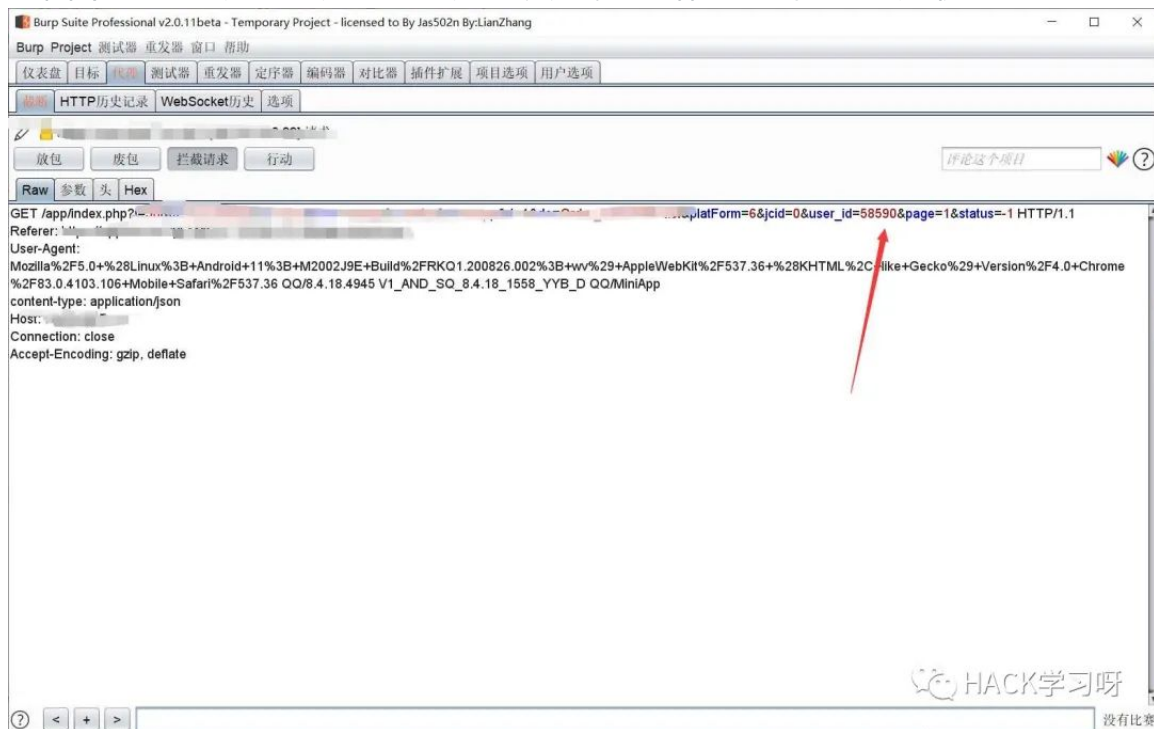 Burp Suite Professional v2.0.11beta - Temporary Project - licensed to By Jas502n By:LianZhang
Burp Project 测试器 重发器 窗口 帮助
仪表盘 目标 代理 测试器 重发器 定序器 编码器 对比器 插件扩展 项目选项 用户选项
截断 HTTP历史记录 WebSocket历史 选项
放包 废包 拦截请求 行动 评论这个项目
Raw 参数 头 Hex
GET /app/index.php? platForm=6&jcid=0&user_id=58590&page=1&status=-1 HTTP/1.1
Referer:
User-Agent:
Mozilla%2F5.0+%28Linux%3B+Android+11%3B+M2002J9E+Build%2FRKQ1.200826.002%3B+wv%29+AppleWebKit%2F537.36+%28KHTML%2C+like+Gecko%29+Version%2F4.0+Chrome
%2F83.0.4103.106+Mobile+Safari%2F537.36 QQ/8.4.18.4945 V1_AND_SQ_8.4.18_1558_YYB_D QQ/MiniApp
content-type: application/json
Host:
Connection: close
Accept-Encoding: gzip, deflate
HACK学习呀
没有比赛